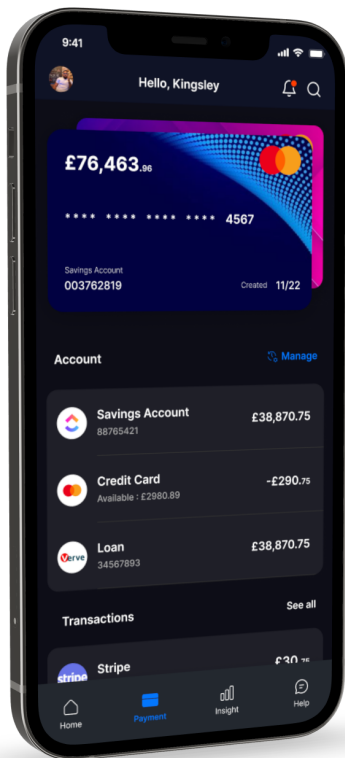 9:41
Hello, Kingsley
£76,463.96
**** **** **** **** 4567
Savings Account
003762819
Created 11/22
Account
Manage
Savings Account
88765421
£38,870.75
Credit Card
Available : £2980.89
-£290.75
Verve
Loan
34567893
£38,870.75
Transactions
See all
stripe
Stripe
£30.75
Home
Payment
Insight
Help